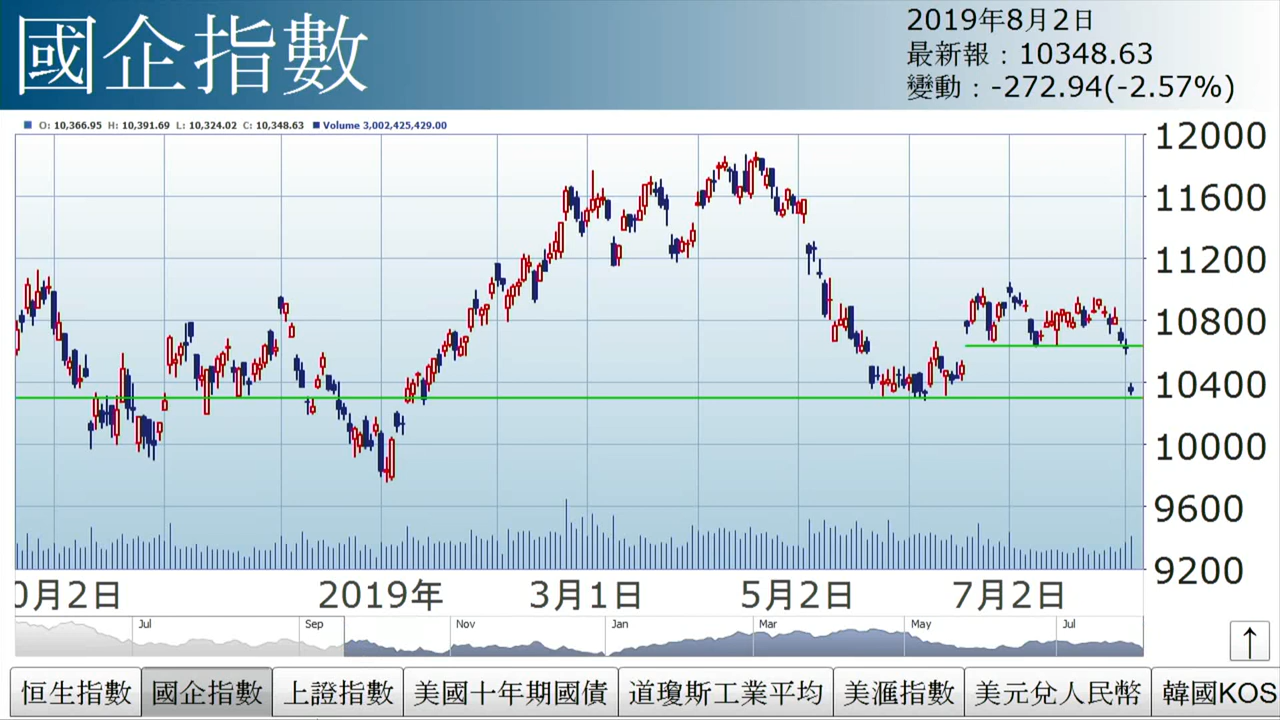 國企指數
2019年8月2日
最新報：10348.63
變動：-272.94(-2.57%)
O: 10,366.95 H: 10,391.69 L: 10,324.02 C: 10,348.63 Volume 3,002,425,429.00
12000
11600
11200
10800
10400
10000
9600
9200
0月2日 2019年 3月1日 5月2日 7月2日
Jul Sep Nov Jan Mar May Jul
↑
恒生指數 國企指數 上證指數 美國十年期國債 道瓊斯工業平均 美滙指數 美元兌人民幣 韓國KOS